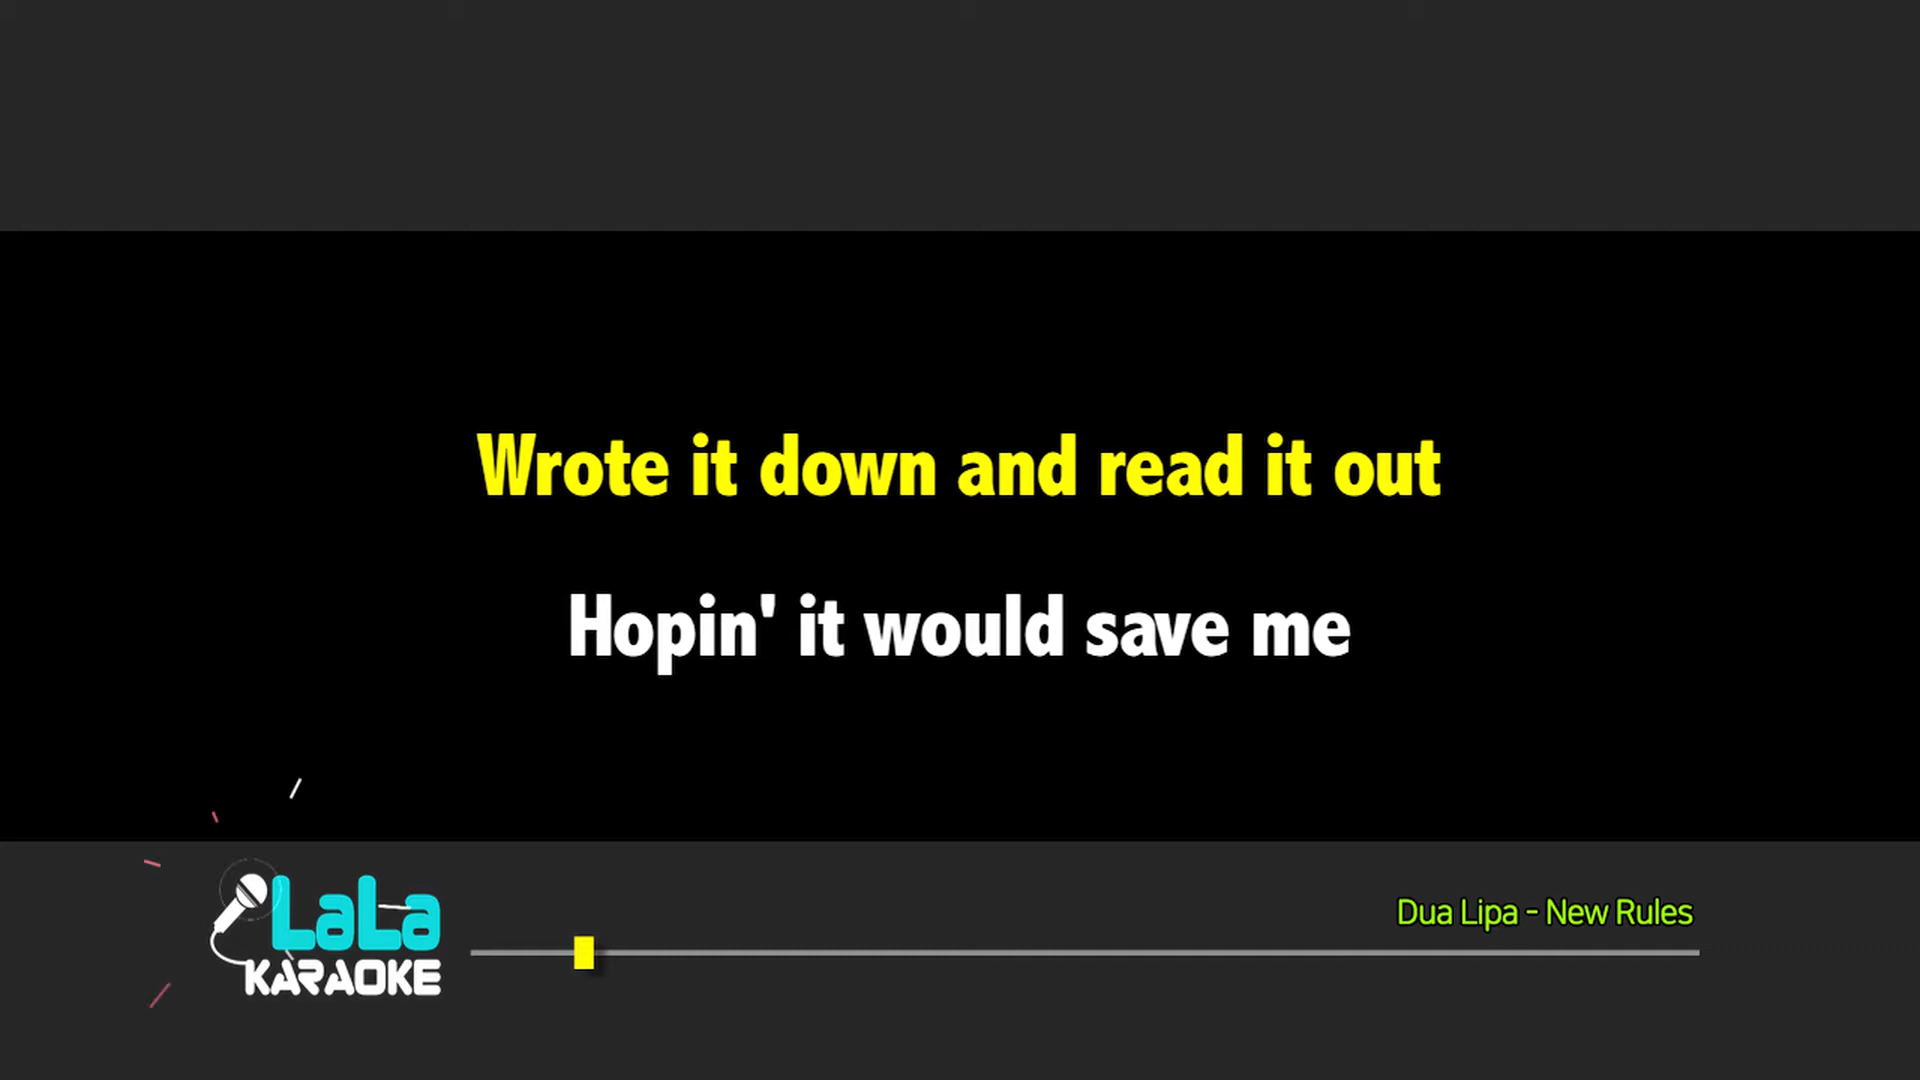 Wrote it down and read it out
Hopin' it would save me
Dua Lipa - New Rules
LaLa
KARAOKE